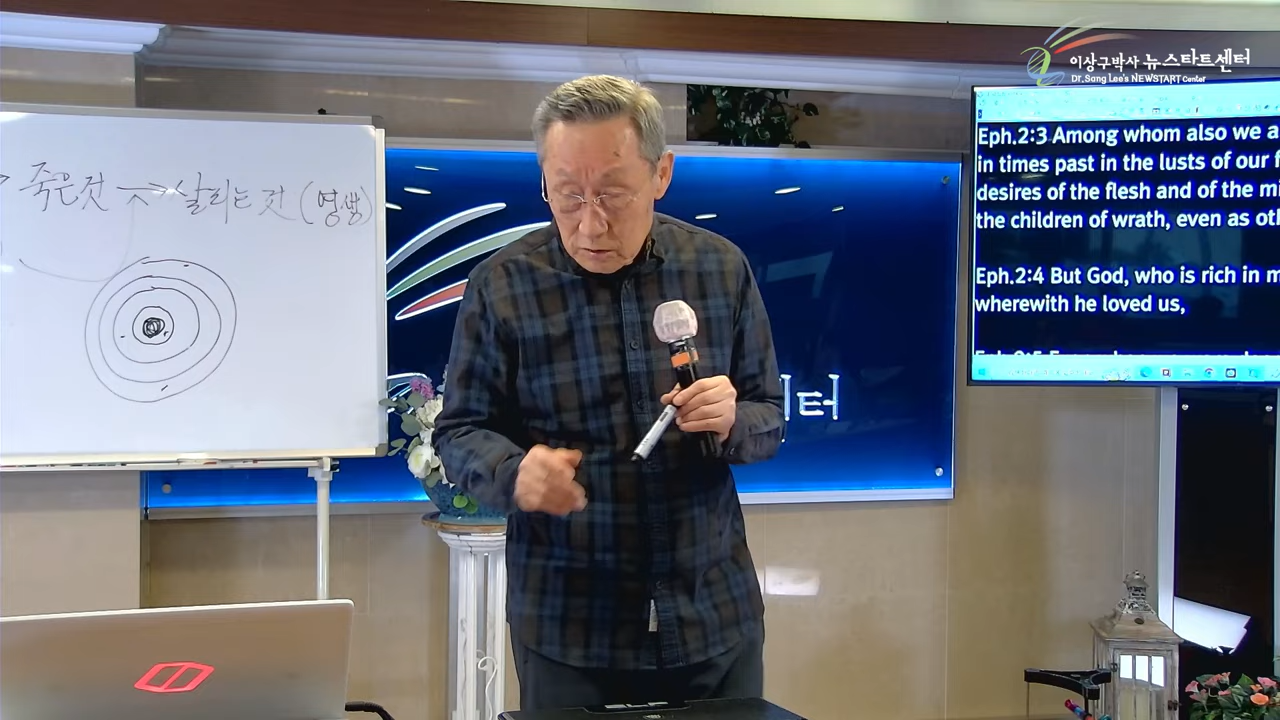 이상구박사 뉴스타트센터
Dr. Sang Lee's NEWSTART Center
죽은것 → 살리는 것 (영생)
Eph.2:3 Among whom also we a
in times past in the lusts of our f
desires of the flesh and of the mi
the children of wrath, even as oth
Eph.2:4 But God, who is rich in m
wherewith he loved us,
터